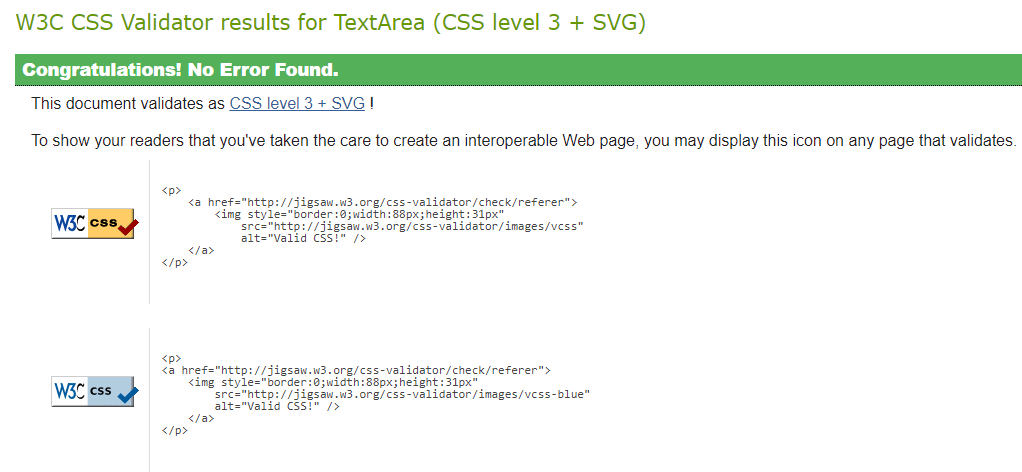 W3C CSS Validator results for TextArea (CSS level 3 + SVG)
Congratulations! No Error Found.
This document validates as CSS level 3 + SVG !
To show your readers that you've taken the care to create an interoperable Web page, you may display this icon on any page that validates.
W3C css
<p>
    <a href="http://jigsaw.w3.org/css-validator/check/referer">
        <img style="border:0;width:88px;height:31px"
            src="http://jigsaw.w3.org/css-validator/images/vcss"
            alt="Valid CSS!" />
    </a>
</p>
W3C css
<p>
<a href="http://jigsaw.w3.org/css-validator/check/referer">
    <img style="border:0;width:88px;height:31px"
        src="http://jigsaw.w3.org/css-validator/images/vcss-blue"
        alt="Valid CSS!" />
    </a>
</p>